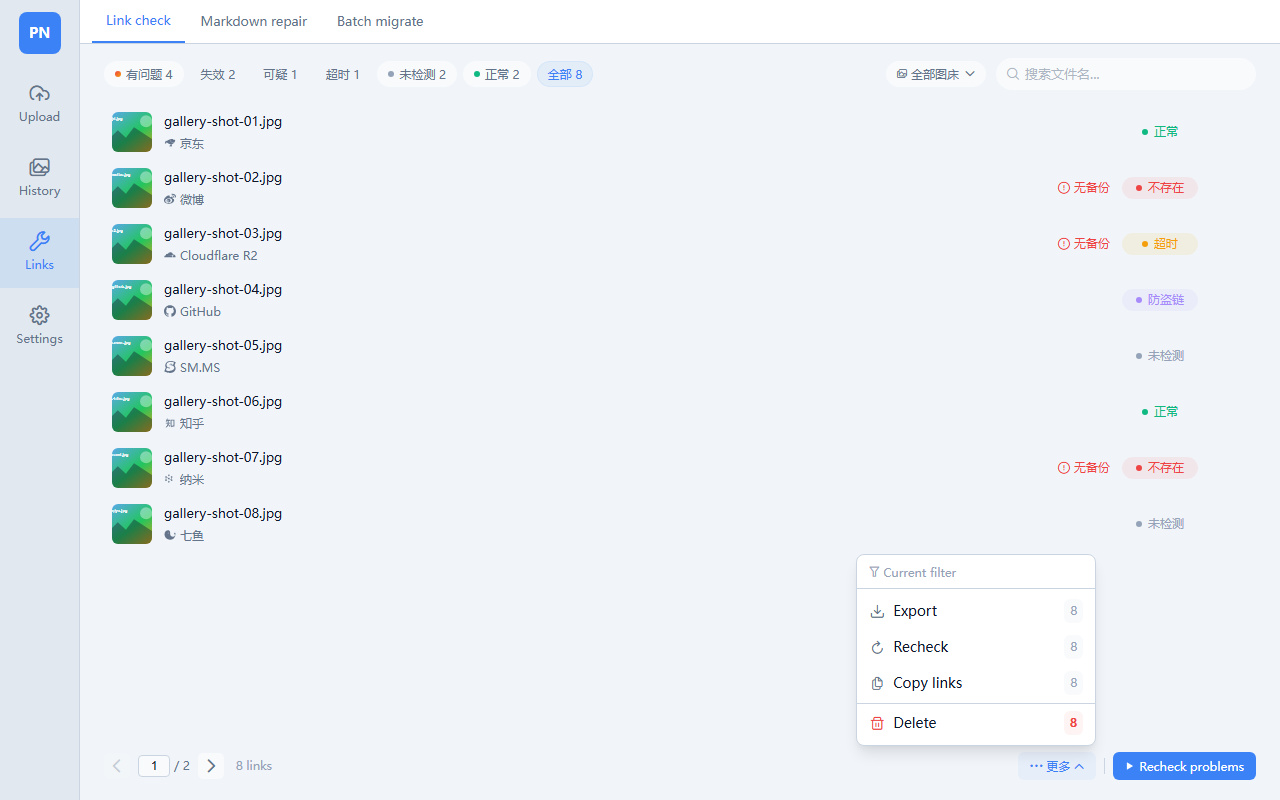 PN
Upload
History
Links
Settings
Link check
Markdown repair
Batch migrate
有问题 4
失效 2
可疑 1
超时 1
未检测 2
正常 2
全部 8
全部图床
搜索文件名...
gallery-shot-01.jpg
京东
正常
gallery-shot-02.jpg
微博
无备份
不存在
gallery-shot-03.jpg
Cloudflare R2
无备份
超时
gallery-shot-04.jpg
GitHub
防盗链
gallery-shot-05.jpg
SM.MS
未检测
gallery-shot-06.jpg
知 知乎
正常
gallery-shot-07.jpg
纳米
无备份
不存在
gallery-shot-08.jpg
七鱼
未检测
Current filter
Export 8
Recheck 8
Copy links 8
Delete 8
1 / 2
8 links
更多
Recheck problems